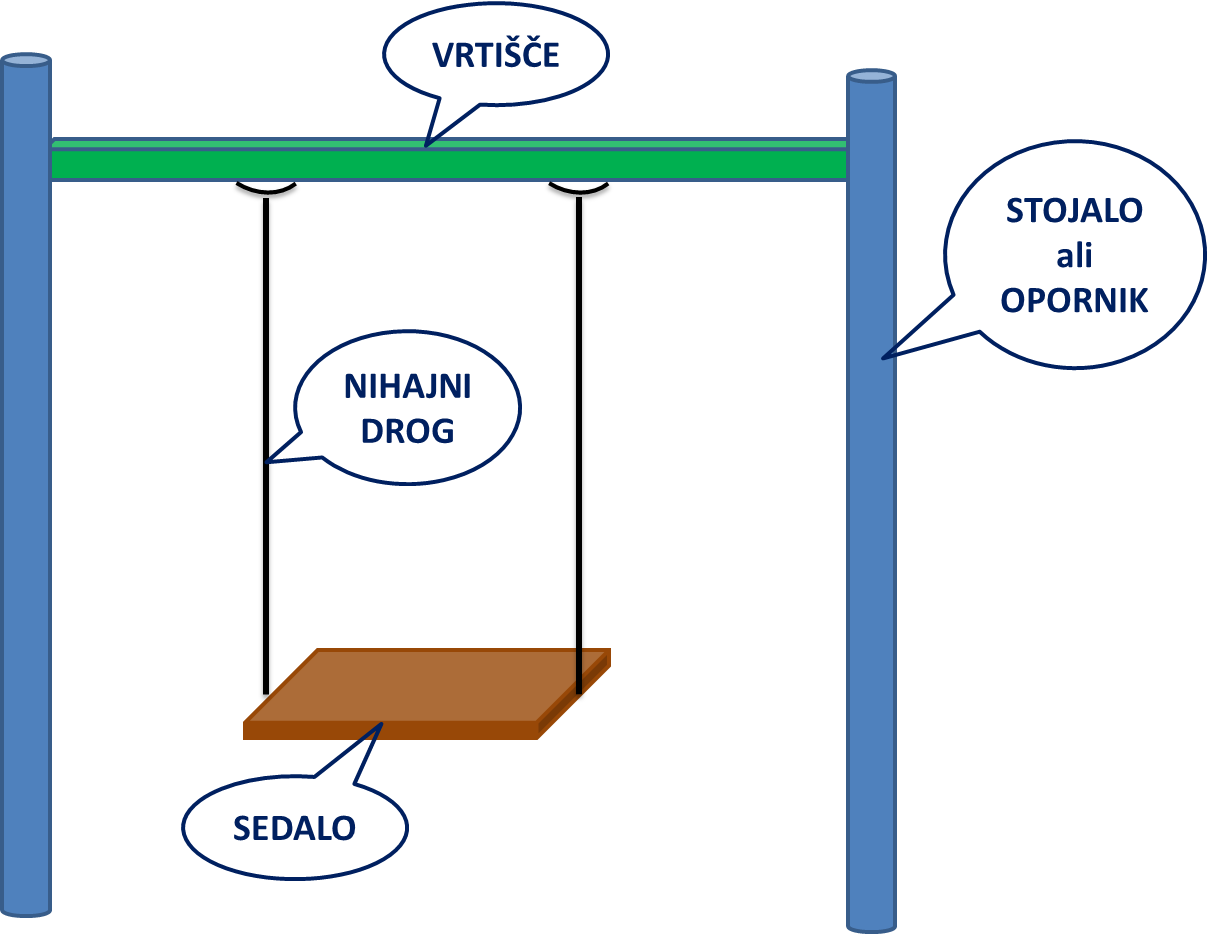 VRTIŠČE
STOJALO
ali
OPORNIK
NIHAJNI
DROG
SEDALO